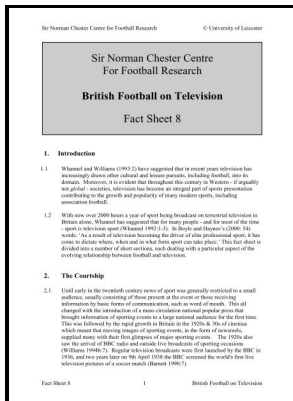 Sir Norman Chester Centre for Football Research © University of Leicester
Sir Norman Chester Centre
For Football Research
British Football on Television
Fact Sheet 8
1. Introduction
1.1 Whannel and Williams (1993:2) have suggested that in recent years television has
increasingly drawn other cultural and leisure pursuits, including football, into its
domain. Moreover, it is evident that throughout this century in Western - if arguably
not global - societies, television has become an integral part of sports presentation
contributing to the growth and popularity of many modern sports, including
association football.
1.2 With now over 2000 hours a year of sport being broadcast on terrestrial television in
Britain alone, Whannel has suggested that for many people - and for most of the time
- sport is television sport (Whannel 1992:1-3). In Boyle and Haynes's (2000: 54)
words: 'As a result of television becoming the driver of elite professional sport, it has
come to dictate where, when and in what form sport can take place.' This fact sheet is
divided into a number of short sections, each dealing with a particular aspect of the
evolving relationship between football and television.
2. The Courtship
2.1 Until early in the twentieth century news of sport was generally restricted to a small
audience, usually consisting of those present at the event or those receiving
information by basic forms of communication, such as word of mouth. This all
changed with the introduction of a mass circulation national popular press that
brought information of sports events to a large national audience for the first time.
This was followed by the rapid growth in Britain in the 1920s & 30s of cinemas
which meant that moving images of sporting events, in the form of newsreels,
supplied many with their first glimpses of major sporting events. The 1920s also
saw the arrival of BBC radio and outside live broadcasts of sporting occasions
(Williams 1994b:7). Regular television broadcasts were first launched by the BBC in
1936, and two years later on 9th April 1938 the BBC screened the world's first live
television pictures of a soccer match (Barnett 1990:7).
Fact Sheet 8 1 British Football on Television